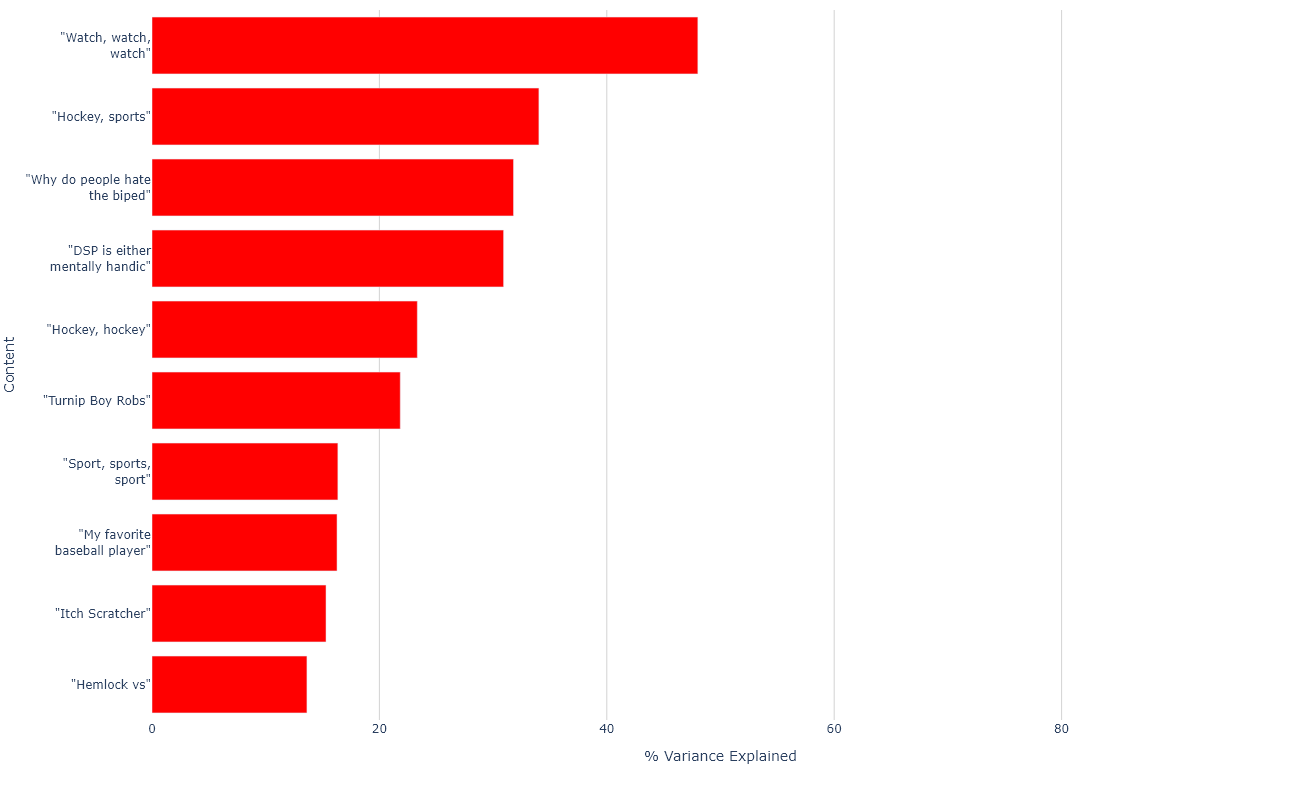 "Watch, watch,
watch"
"Hockey, sports"
"Why do people hate
the biped"
"DSP is either
mentally handic"
"Hockey, hockey"
"Turnip Boy Robs"
"Sport, sports,
sport"
"My favorite
baseball player"
"Itch Scratcher"
"Hemlock vs"
Content
0 20 40 60 80
% Variance Explained